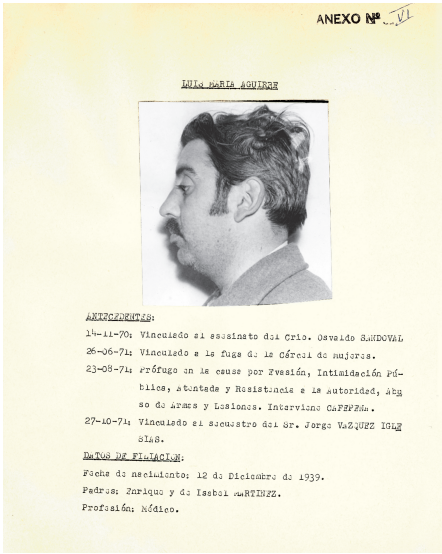 ANEXO Nº VI
LUIS MARIA AGUIRRE
ANTECEDENTES:
14-11-70: Vinculado al asesinato del Crio. Osvaldo SANDOVAL
26-06-71: Vinculado a la fuga de la Cárcel de Mujeres.
23-08-71: Prófugo en la causa por Evasión, Intimidación Pú-
blica, Atentado y Resistencia a la Autoridad, Abu
so de Armas y Lesiones. Interviene CAFEPENA.
27-10-71: Vinculado al secuestro del Sr. Jorge VAZQUEZ IGLE
SIAS.
DATOS DE FILIACION:
Fecha de nacimiento: 12 de Diciembre de 1939.
Padres: Enrique y de Isabel MARTINEZ.
Profesión: Médico.